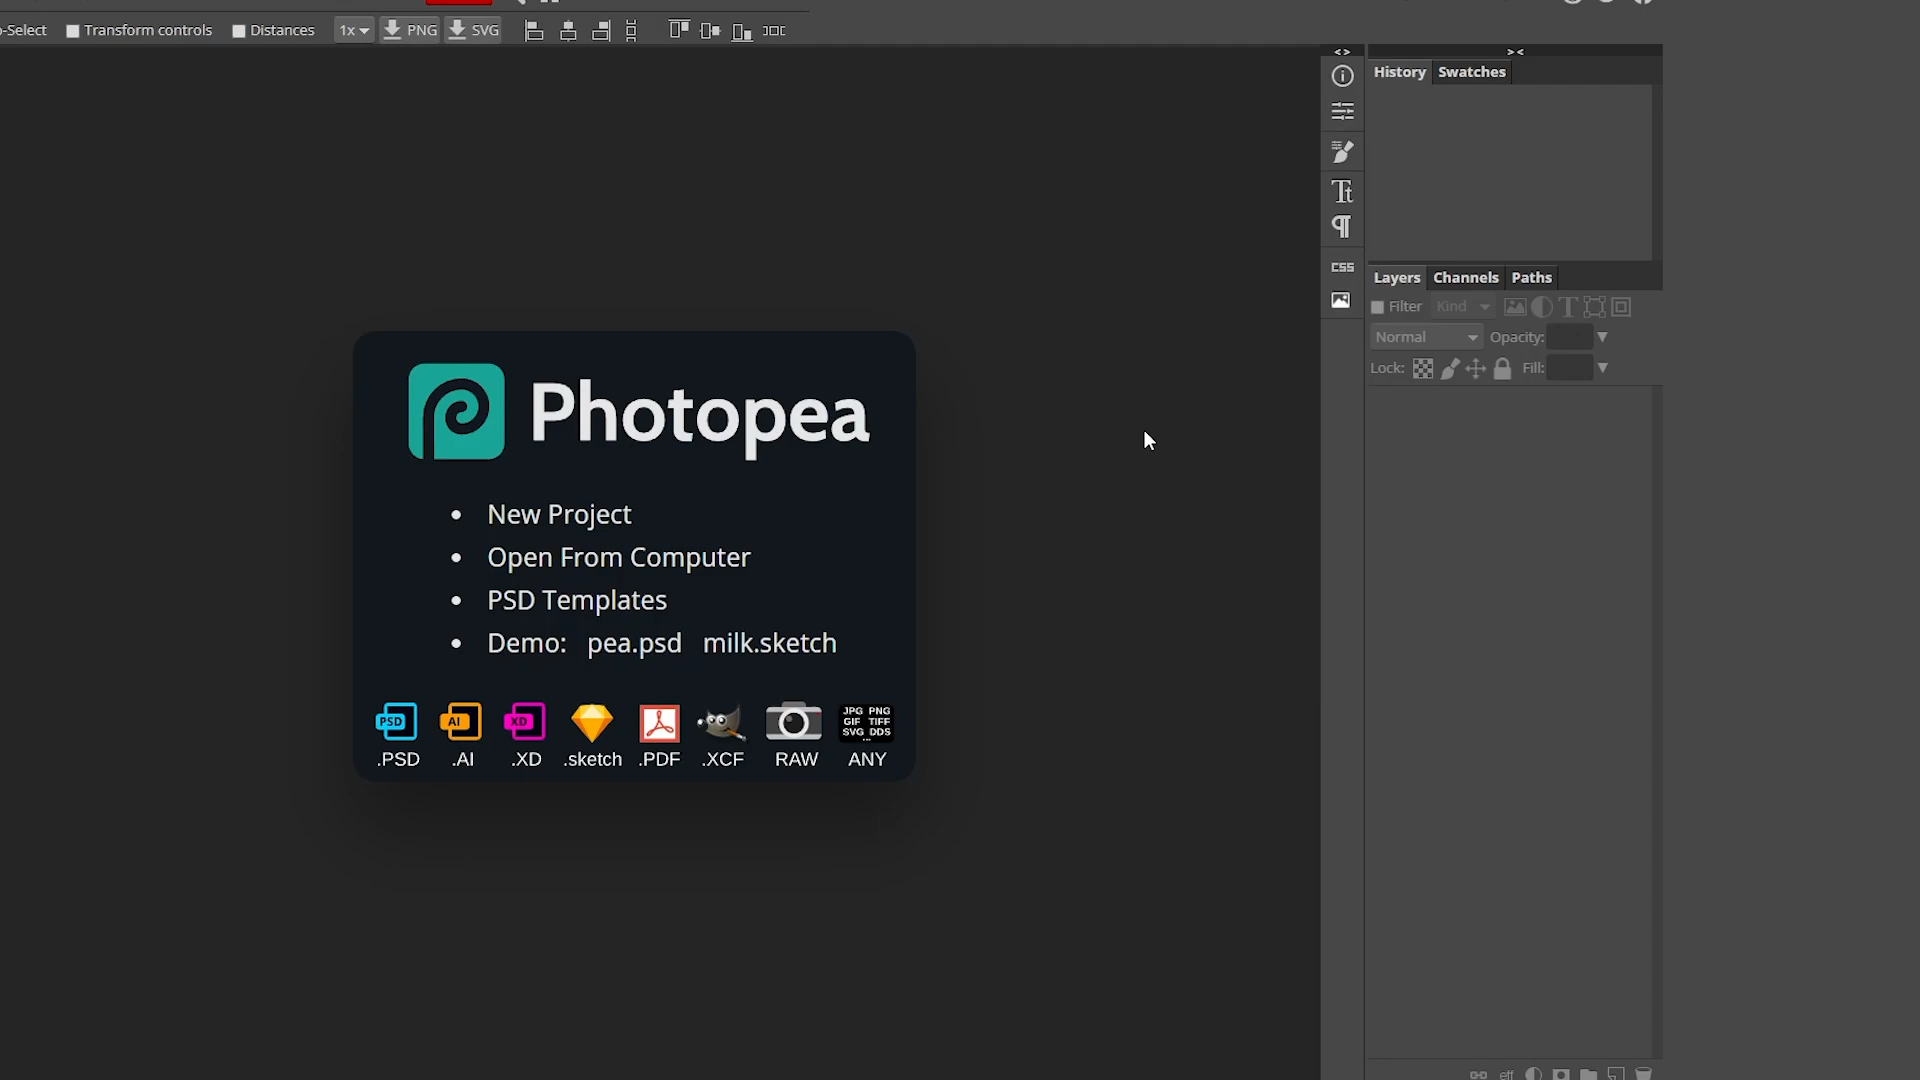 -Select Transform controls Distances 1x PNG SVG
<> ><
History Swatches
CSS
Layers Channels Paths
Filter Kind
Normal Opacity:
Lock: Fill:
Photopea
• New Project
• Open From Computer
• PSD Templates
• Demo: pea.psd milk.sketch
PSD AI XD JPG PNG
GIF TIFF
SVG DDS
...
.PSD .AI .XD .sketch .PDF .XCF RAW ANY
eff